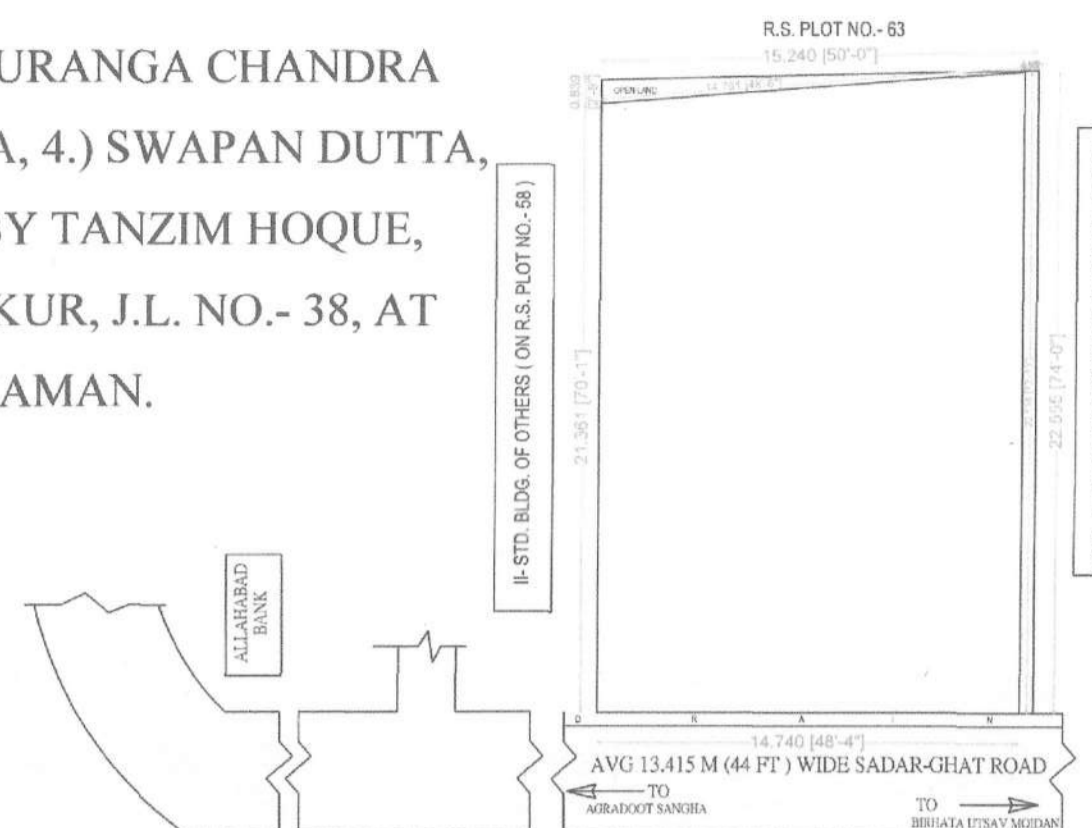 URANGA CHANDRA
A, 4.) SWAPAN DUTTA,
BY TANZIM HOQUE,
KUR, J.L. NO.- 38, AT
AMAN.
R.S. PLOT NO.- 63
15.240 [50'-0"]
0.839
OPEN LAND
II- STD. BLDG. OF OTHERS ( ON R.S. PLOT NO.- 58 )
21.361 [70-1"]
22.555 [74'-0"]
ALLAHABAD
BANK
D R A I N
14.740 [48'-4"]
AVG 13.415 M (44 FT ) WIDE SADAR-GHAT ROAD
TO
AGRADOOT SANGHA
TO
BIRHATA UTSAV MOIDAN